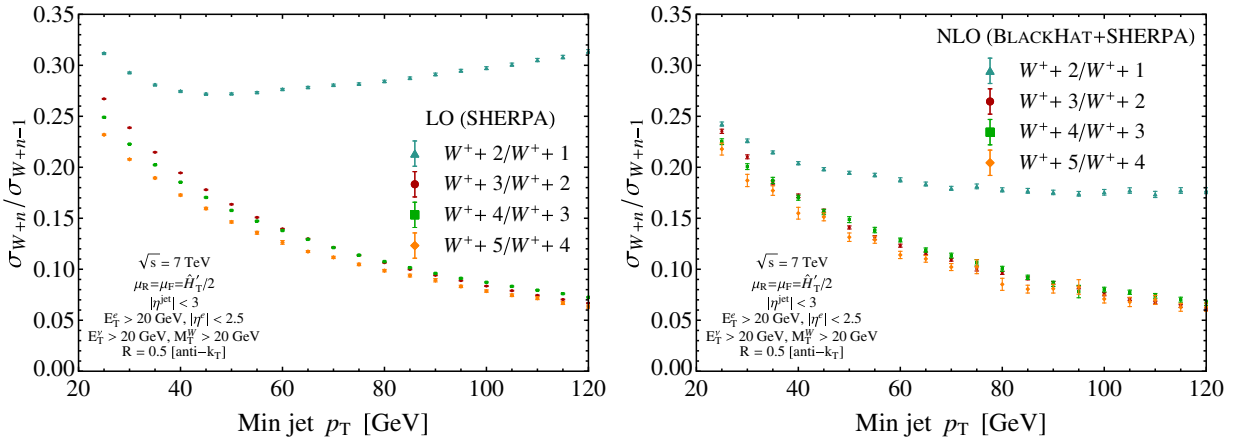 0.35
0.30
0.25
0.20
0.15
0.10
0.05
0.00
σ_{W+n}/σ_{W+n−1}
LO (SHERPA)
W⁺+2/W⁺+1
W⁺+3/W⁺+2
W⁺+4/W⁺+3
W⁺+5/W⁺+4
√s = 7 TeV
μ_R=μ_F=Ĥ′_T/2
|η^{jet}| < 3
E_T^e > 20 GeV, |η^e| < 2.5
E_T^ν > 20 GeV, M_T^W > 20 GeV
R = 0.5 [anti−k_T]
20 40 60 80 100 120
Min jet p_T [GeV]
0.35
0.30
0.25
0.20
0.15
0.10
0.05
0.00
σ_{W+n}/σ_{W+n−1}
NLO (BLACKHAT+SHERPA)
W⁺+2/W⁺+1
W⁺+3/W⁺+2
W⁺+4/W⁺+3
W⁺+5/W⁺+4
√s = 7 TeV
μ_R=μ_F=Ĥ′_T/2
|η^{jet}| < 3
E_T^e > 20 GeV, |η^e| < 2.5
E_T^ν > 20 GeV, M_T^W > 20 GeV
R = 0.5 [anti−k_T]
20 40 60 80 100 120
Min jet p_T [GeV]